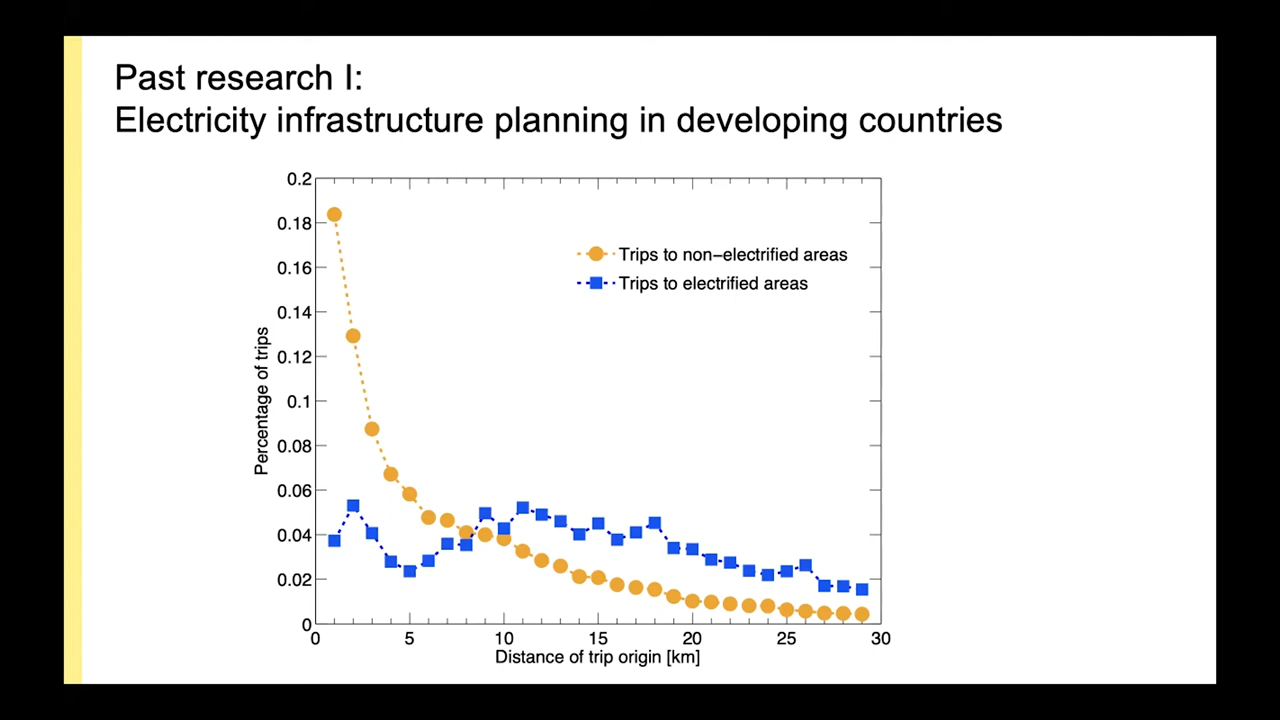 Past research I:
Electricity infrastructure planning in developing countries
0.2
0.18
0.16
0.14
0.12
0.1
0.08
0.06
0.04
0.02
0
Percentage of trips
Trips to non−electrified areas
Trips to electrified areas
0 5 10 15 20 25 30
Distance of trip origin [km]